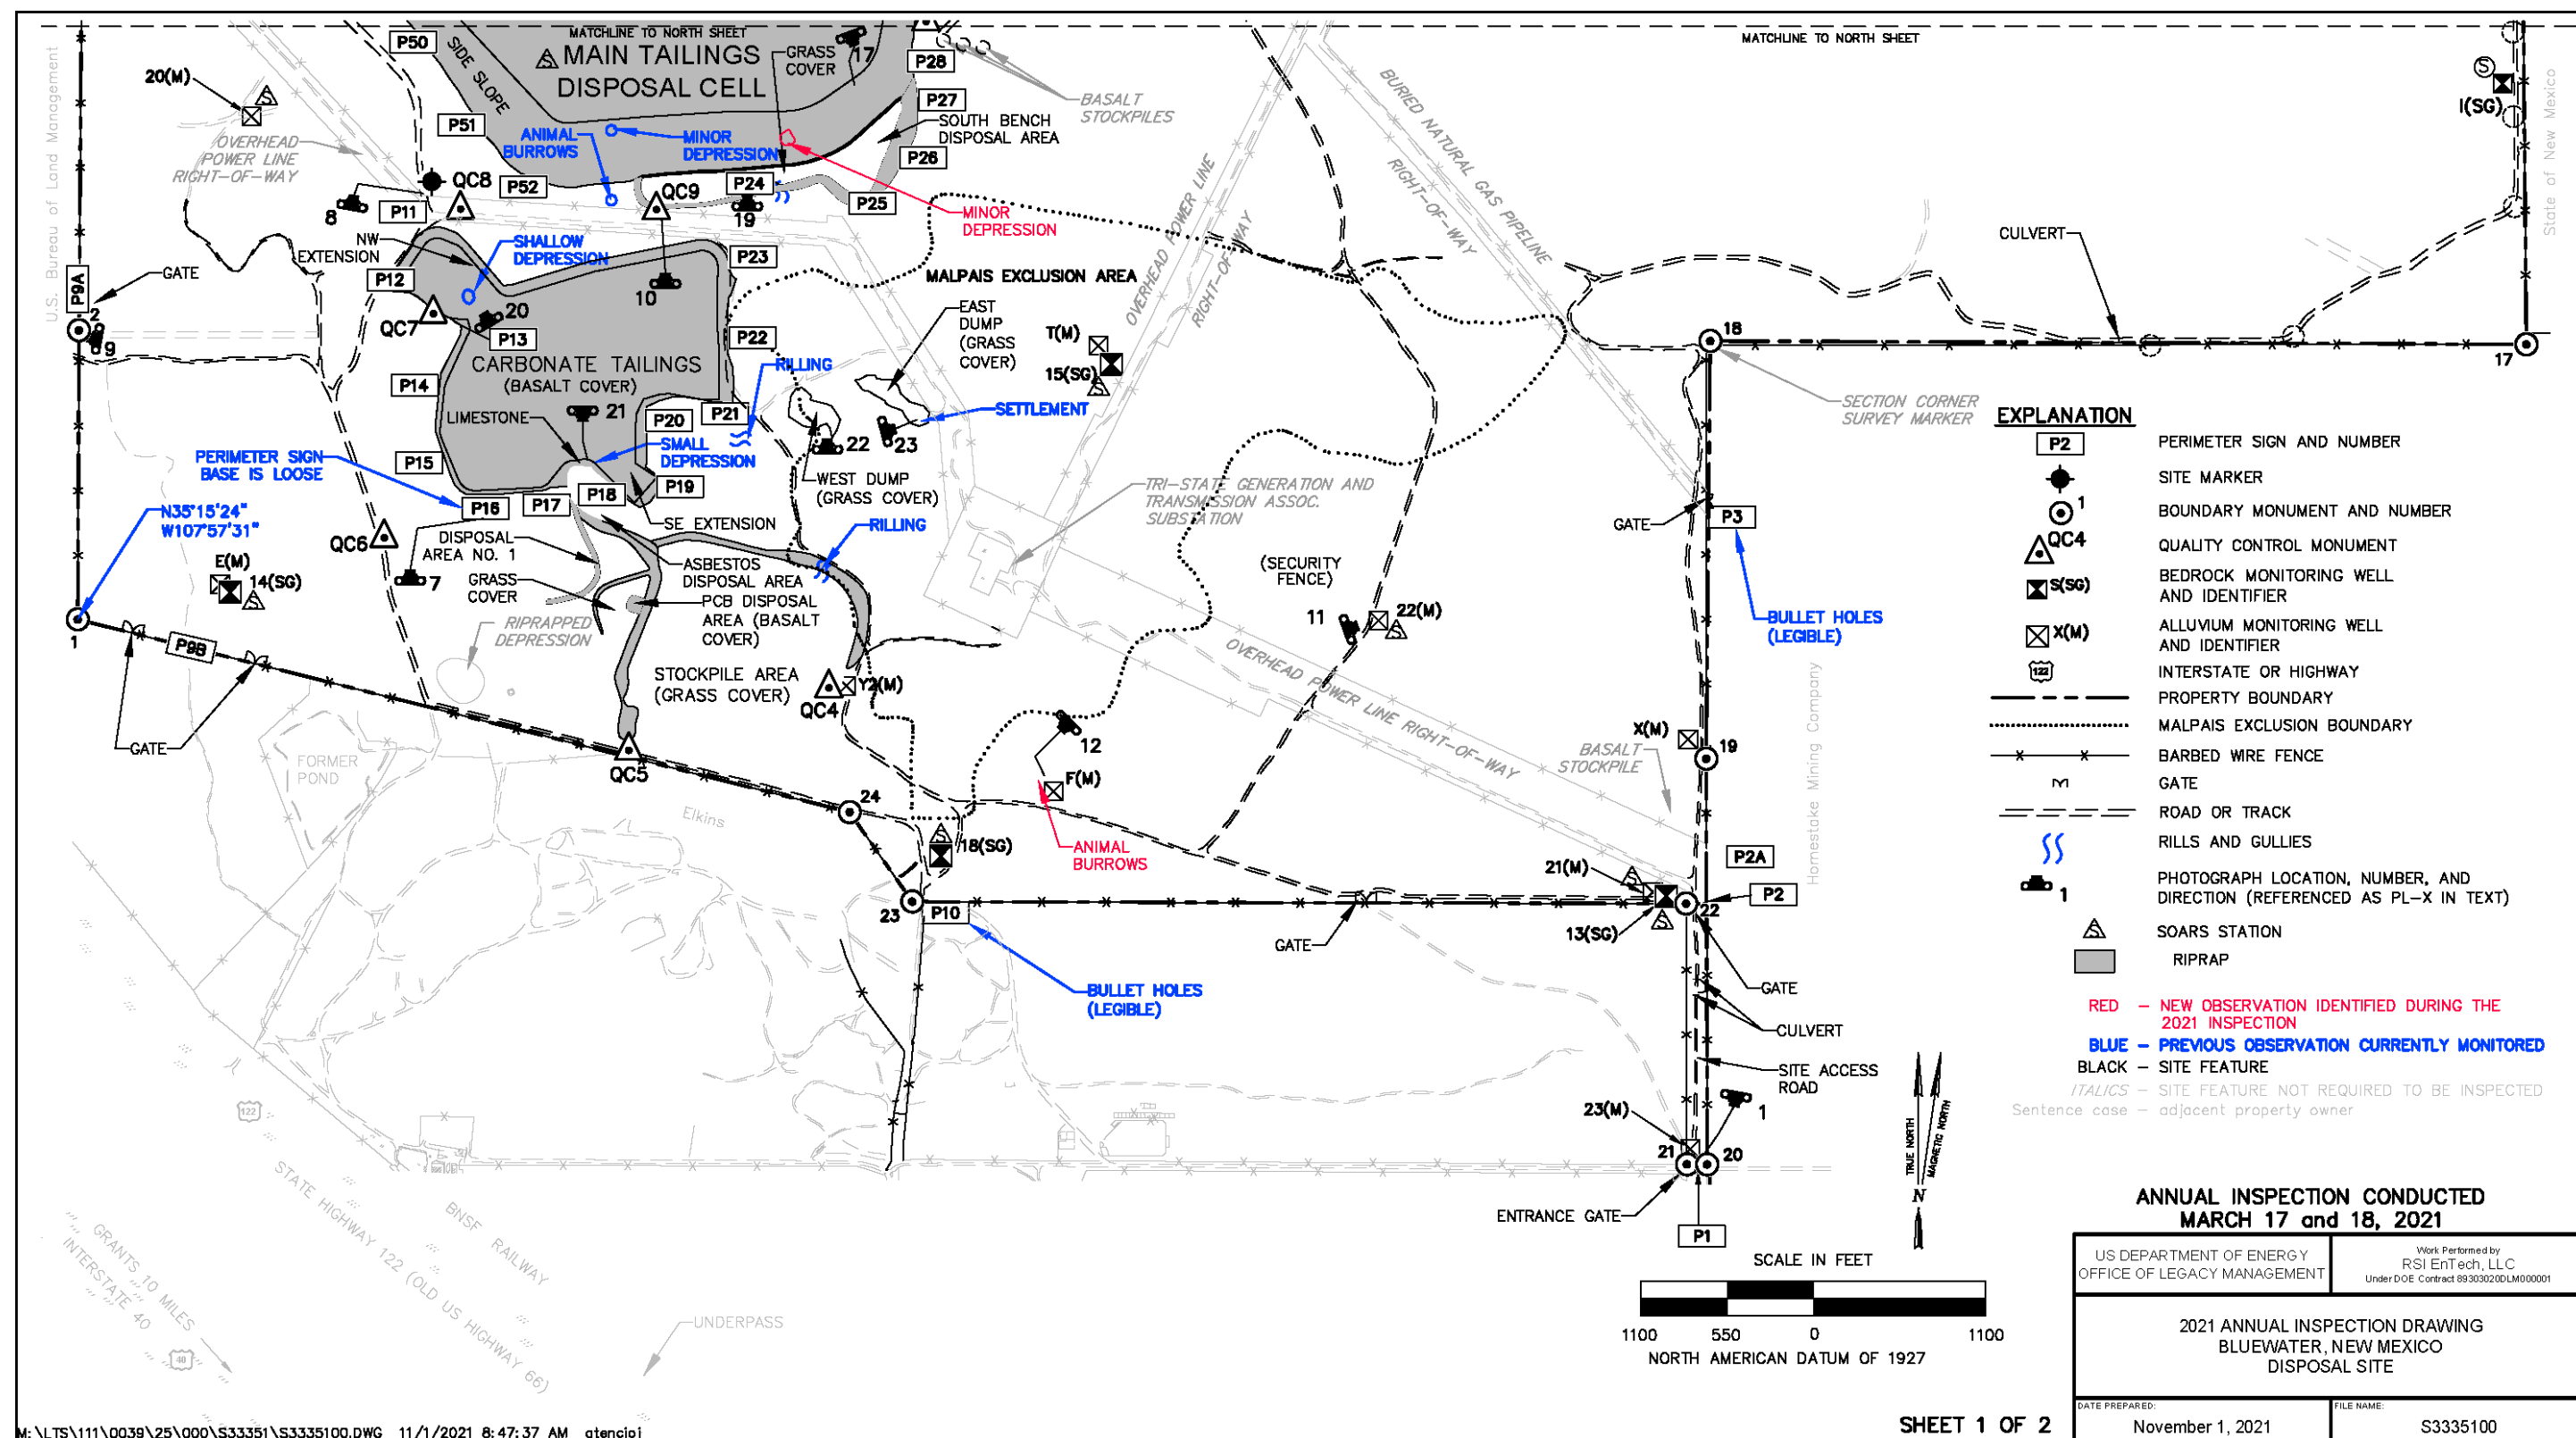 MATCHLINE TO NORTH SHEET
MATCHLINE TO NORTH SHEET
U.S. Bureau of Land Management
State of New Mexico
P50
SIDE SLOPE
MAIN TAILINGS
DISPOSAL CELL
S
GRASS
COVER
17
P28
20(M)
S
BASALT
STOCKPILES
P27
S
I(SG)
P51
ANIMAL
BURROWS
MINOR
DEPRESSION
SOUTH BENCH
DISPOSAL AREA
OVERHEAD
POWER LINE
RIGHT-OF-WAY
P26
BURIED NATURAL GAS PIPELINE
RIGHT-OF-WAY
OVERHEAD POWER LINE
RIGHT-OF-WAY
QC8
P52
QC9
P24
8
P11
19
P25
MINOR
DEPRESSION
NW
EXTENSION
SHALLOW
DEPRESSION
P23
CULVERT
P9A
GATE
P12
10
MALPAIS EXCLUSION AREA
2
9
QC7
20
P13
P22
EAST
DUMP
(GRASS
COVER)
T(M)
15(SG)
S
18
17
CARBONATE TAILINGS
(BASALT COVER)
P14
RILLING
LIMESTONE
21
P20
P21
SETTLEMENT
SECTION CORNER
SURVEY MARKER
22
23
PERIMETER SIGN
BASE IS LOOSE
P15
SMALL
DEPRESSION
P16
P17
P18
P19
WEST DUMP
(GRASS COVER)
TRI-STATE GENERATION AND
TRANSMISSION ASSOC.
SUBSTATION
N35°15'24"
W107°57'31"
QC6
DISPOSAL
AREA NO. 1
SE EXTENSION
RILLING
GATE
P3
E(M)
14(SG)
S
7
GRASS
COVER
ASBESTOS
DISPOSAL AREA
PCB DISPOSAL
AREA (BASALT
COVER)
(SECURITY
FENCE)
1
P9B
RIPRAPPED
DEPRESSION
11
22(M)
S
BULLET HOLES
(LEGIBLE)
STOCKPILE AREA
(GRASS COVER)
Y2(M)
QC4
OVERHEAD POWER LINE RIGHT-OF-WAY
Homestake Mining Company
GATE
FORMER
POND
QC5
12
F(M)
X(M)
19
BASALT
STOCKPILE
Elkins
24
S
18(SG)
ANIMAL
BURROWS
P2A
21(M)
S
P2
23
P10
22
13(SG)
S
GATE
BULLET HOLES
(LEGIBLE)
GATE
CULVERT
SITE ACCESS
ROAD
23(M)
1
21
20
ENTRANCE GATE
P1
122
STATE HIGHWAY 122 (OLD US HIGHWAY 66)
BNSF RAILWAY
GRANTS 10 MILES
INTERSTATE 40
40
UNDERPASS
TRUE NORTH
MAGNETIC NORTH
N
SCALE IN FEET
1100 550 0 1100
NORTH AMERICAN DATUM OF 1927
EXPLANATION
P2 PERIMETER SIGN AND NUMBER
SITE MARKER
1 BOUNDARY MONUMENT AND NUMBER
QC4 QUALITY CONTROL MONUMENT
S(SG) BEDROCK MONITORING WELL
AND IDENTIFIER
X(M) ALLUVIUM MONITORING WELL
AND IDENTIFIER
122 INTERSTATE OR HIGHWAY
PROPERTY BOUNDARY
MALPAIS EXCLUSION BOUNDARY
BARBED WIRE FENCE
GATE
ROAD OR TRACK
RILLS AND GULLIES
1 PHOTOGRAPH LOCATION, NUMBER, AND
DIRECTION (REFERENCED AS PL-X IN TEXT)
S SOARS STATION
RIPRAP
RED – NEW OBSERVATION IDENTIFIED DURING THE
2021 INSPECTION
BLUE – PREVIOUS OBSERVATION CURRENTLY MONITORED
BLACK – SITE FEATURE
ITALICS – SITE FEATURE NOT REQUIRED TO BE INSPECTED
Sentence case – adjacent property owner
ANNUAL INSPECTION CONDUCTED
MARCH 17 and 18, 2021
US DEPARTMENT OF ENERGY
OFFICE OF LEGACY MANAGEMENT
Work Performed by
RSI EnTech, LLC
Under DOE Contract 89303020DLM000001
2021 ANNUAL INSPECTION DRAWING
BLUEWATER, NEW MEXICO
DISPOSAL SITE
DATE PREPARED:
November 1, 2021
FILE NAME:
S3335100
SHEET 1 OF 2
M:\LTS\111\0039\25\000\S33351\S3335100.DWG 11/1/2021 8:47:37 AM atencioj